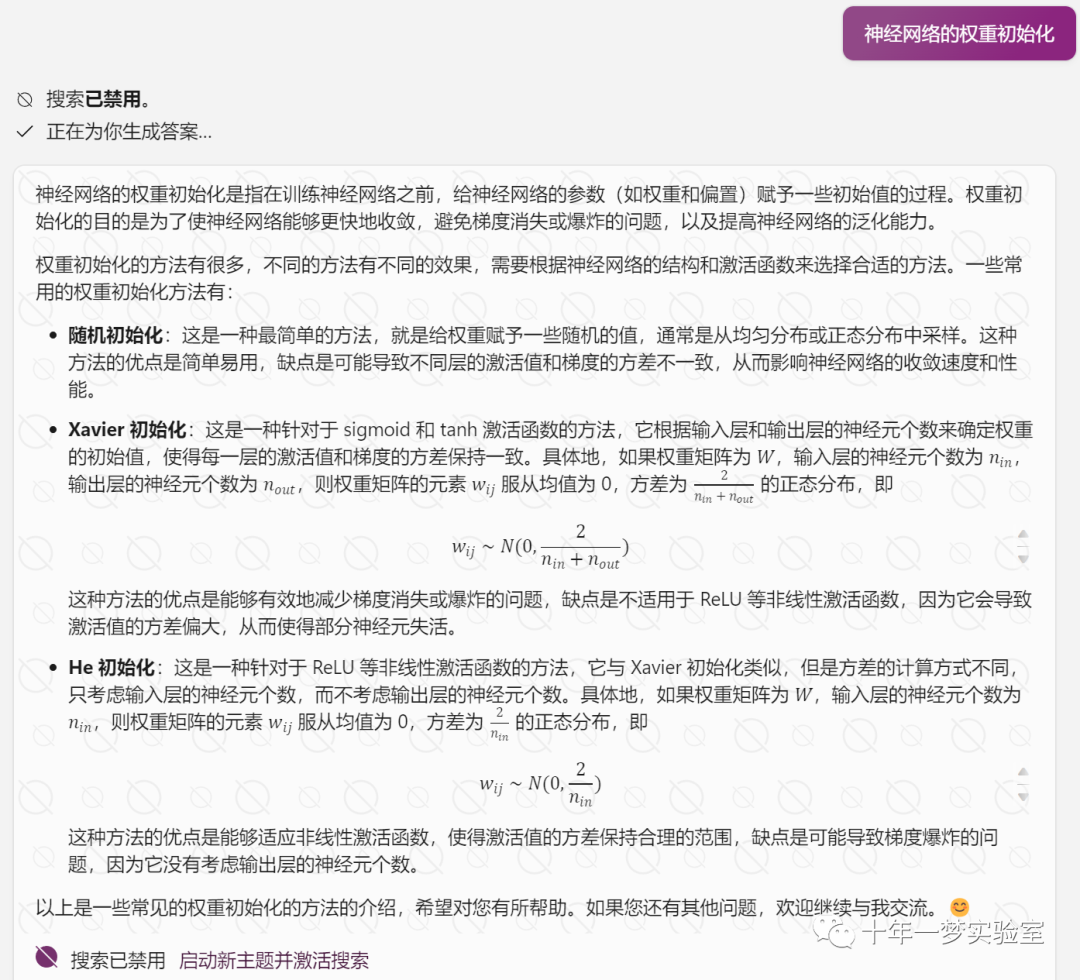 神经网络的权重初始化
搜索已禁用。
正在为你生成答案...
神经网络的权重初始化是指在训练神经网络之前，给神经网络的参数（如权重和偏置）赋予一些初始值的过程。权重初
始化的目的是为了使神经网络能够更快地收敛，避免梯度消失或爆炸的问题，以及提高神经网络的泛化能力。
权重初始化的方法有很多，不同的方法有不同的效果，需要根据神经网络的结构和激活函数来选择合适的方法。一些常
用的权重初始化方法有：
• 随机初始化：这是一种最简单的方法，就是给权重赋予一些随机的值，通常是从均匀分布或正态分布中采样。这种
方法的优点是简单易用，缺点是可能导致不同层的激活值和梯度的方差不一致，从而影响神经网络的收敛速度和性
能。
• Xavier 初始化：这是一种针对于 sigmoid 和 tanh 激活函数的方法，它根据输入层和输出层的神经元个数来确定权重
的初始值，使得每一层的激活值和梯度的方差保持一致。具体地，如果权重矩阵为 W，输入层的神经元个数为 n_{in}，
输出层的神经元个数为 n_{out}，则权重矩阵的元素 w_{ij} 服从均值为 0，方差为 \frac{2}{n_{in} + n_{out}} 的正态分布，即
w_{ij} ~ N(0, \frac{2}{n_{in} + n_{out}})
这种方法的优点是能够有效地减少梯度消失或爆炸的问题，缺点是不适用于 ReLU 等非线性激活函数，因为它会导致
激活值的方差偏大，从而使得部分神经元失活。
• He 初始化：这是一种针对于 ReLU 等非线性激活函数的方法，它与 Xavier 初始化类似，但是方差的计算方式不同，
只考虑输入层的神经元个数，而不考虑输出层的神经元个数。具体地，如果权重矩阵为 W，输入层的神经元个数为
n_{in}，则权重矩阵的元素 w_{ij} 服从均值为 0，方差为 \frac{2}{n_{in}} 的正态分布，即
w_{ij} ~ N(0, \frac{2}{n_{in}})
这种方法的优点是能够适应非线性激活函数，使得激活值的方差保持合理的范围，缺点是可能导致梯度爆炸的问
题，因为它没有考虑输出层的神经元个数。
以上是一些常见的权重初始化的方法的介绍，希望对您有所帮助。如果您还有其他问题，欢迎继续与我交流。😊
十年一梦实验室
搜索已禁用 启动新主题并激活搜索